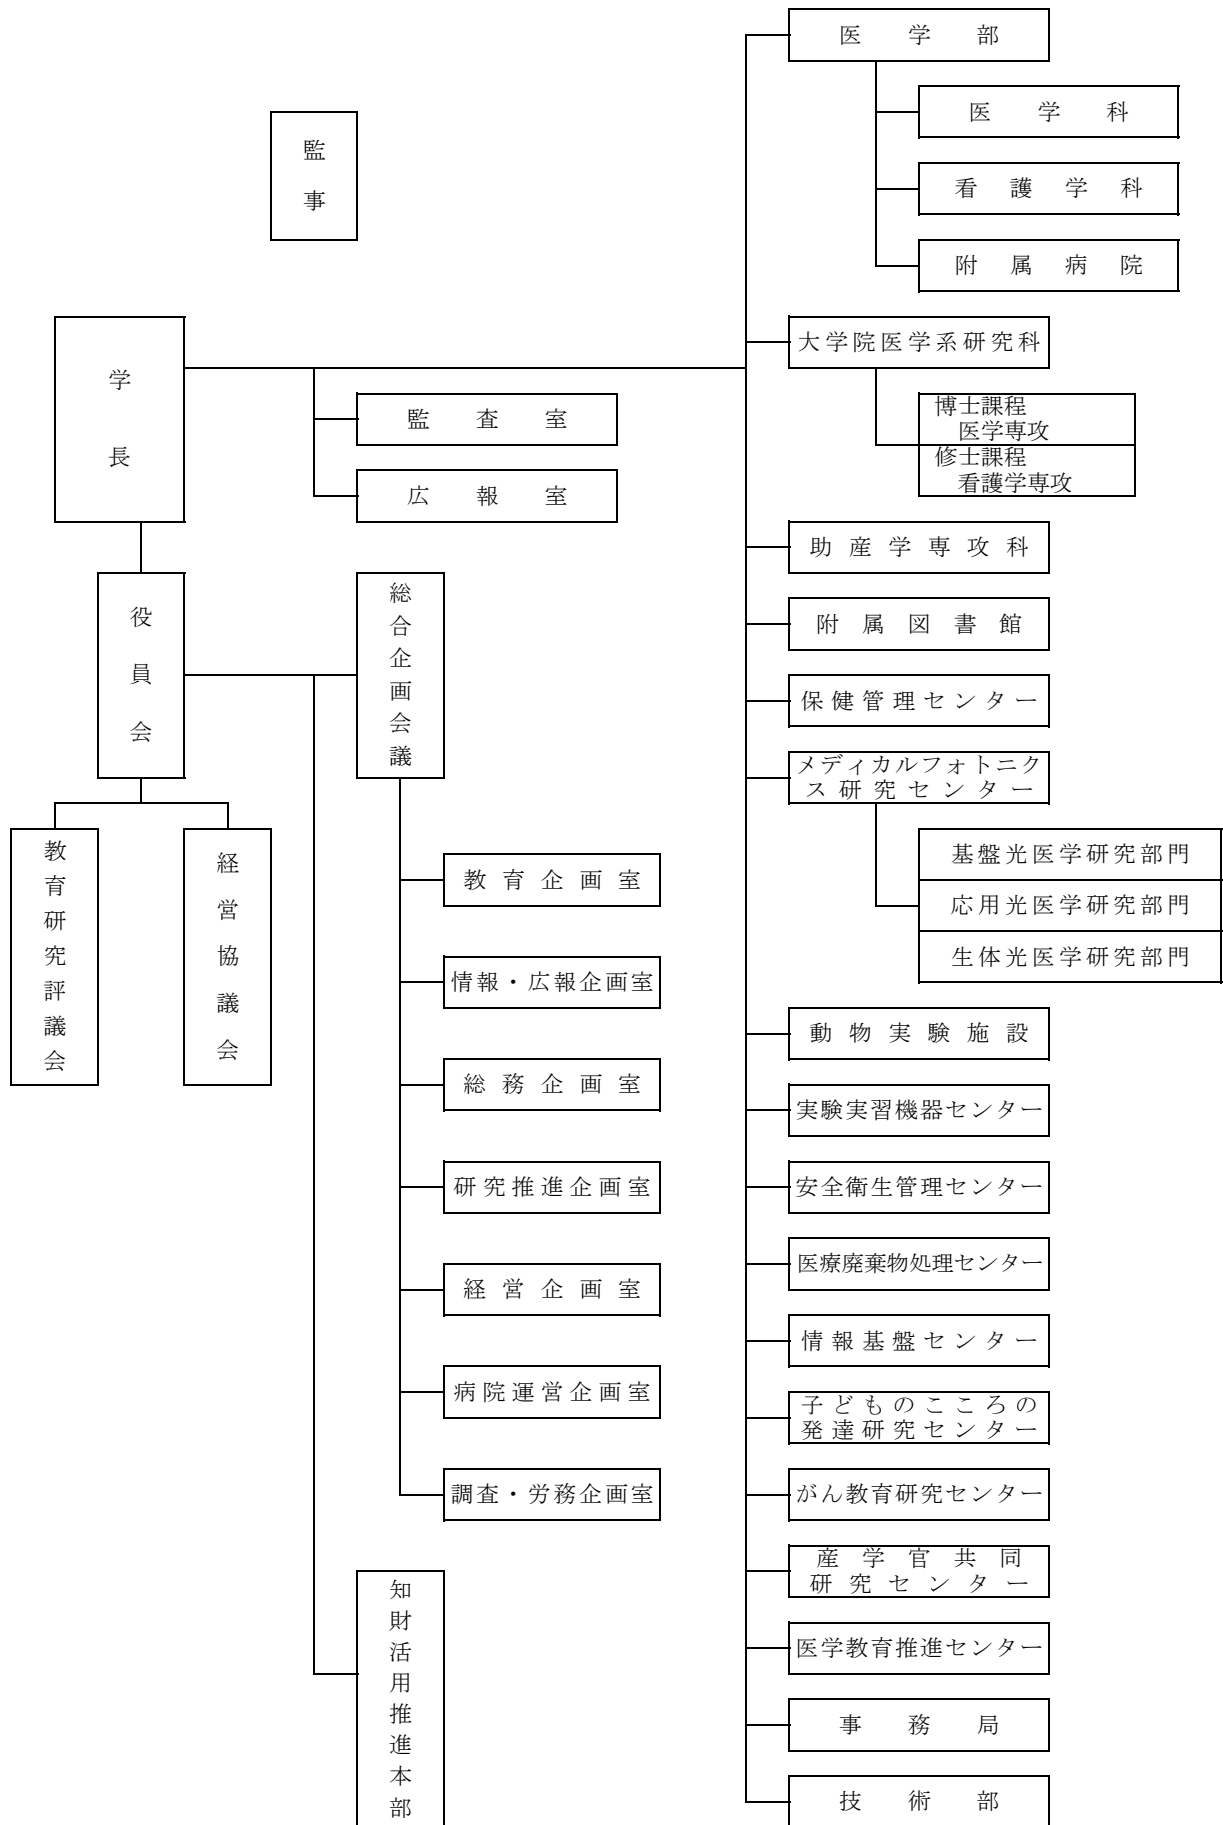 監事
学長
監査室
広報室
役員会
総合企画会議
教育研究評議会
経営協議会
教育企画室
情報・広報企画室
総務企画室
研究推進企画室
経営企画室
病院運営企画室
調査・労務企画室
知財活用推進本部
医学部
医学科
看護学科
附属病院
大学院医学系研究科
博士課程
医学専攻
修士課程
看護学専攻
助産学専攻科
附属図書館
保健管理センター
メディカルフォトニク
ス研究センター
基盤光医学研究部門
応用光医学研究部門
生体光医学研究部門
動物実験施設
実験実習機器センター
安全衛生管理センター
医療廃棄物処理センター
情報基盤センター
子どものこころの
発達研究センター
がん教育研究センター
産学官共同
研究センター
医学教育推進センター
事務局
技術部